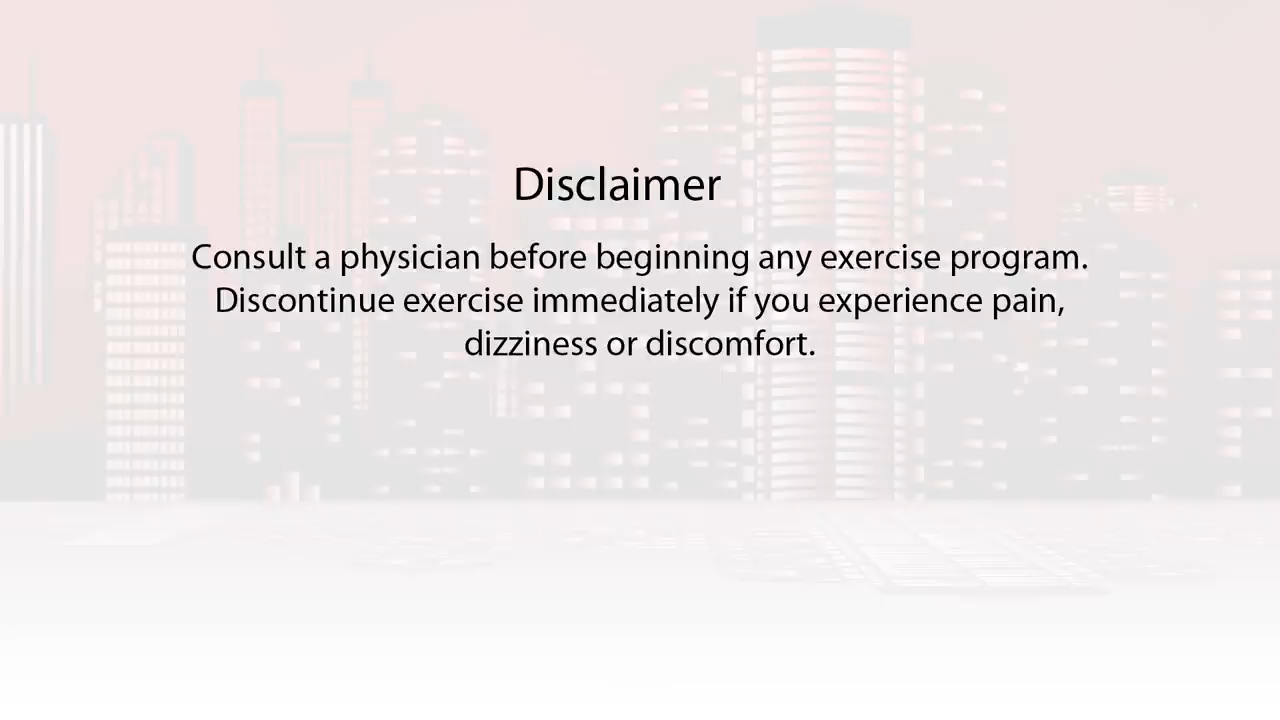 Disclaimer
Consult a physician before beginning any exercise program.
Discontinue exercise immediately if you experience pain,
dizziness or discomfort.